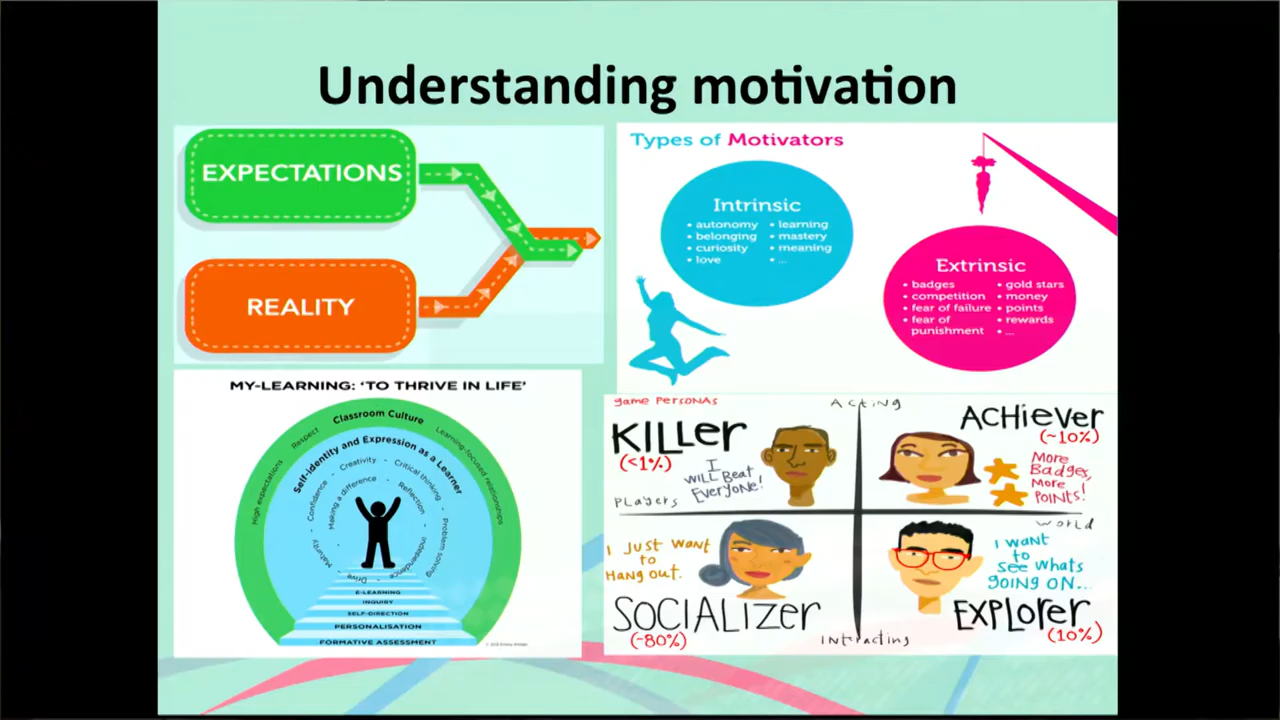 Understanding motivation
EXPECTATIONS
REALITY
Types of Motivators
Intrinsic
• autonomy • learning
• belonging • mastery
• curiosity • meaning
• love • ...
Extrinsic
• badges • gold stars
• competition • money
• fear of failure • points
• fear of • rewards
punishment • ...
MY-LEARNING: 'TO THRIVE IN LIFE'
Classroom Culture
High expectations
Respect
Learning-focused relationships
Self-Identity and Expression as a Learner
Maturity - Confidence - Creativity - Critical thinking - Problem solving
Drive - Making a difference - Reflection - Independence
E-LEARNING
INQUIRY
SELF-DIRECTION
PERSONALISATION
FORMATIVE ASSESSMENT
game PERSONAS
ACTING
KILLER
(<1%)
I
WILL Beat
Everyone!
PLAYERS
ACHIEVER
(~10%)
More
Badges,
More
POINTS!
WORLD
I JUST WANT
to
HANG OUT.
SOCIALIZER
(~80%)
I WANT
to
see WHATS
GOING ON...
EXPLORER
(10%)
INTERACTING